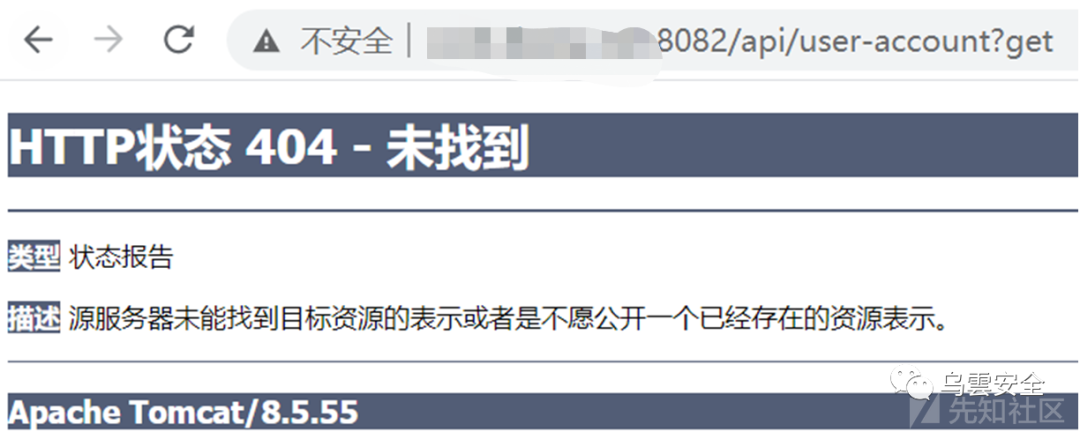 不安全 | 8082/api/user-account?get
HTTP状态 404 - 未找到
类型 状态报告
描述 源服务器未能找到目标资源的表示或者是不愿公开一个已经存在的资源表示。
Apache Tomcat/8.5.55
乌雲安全
先知社区